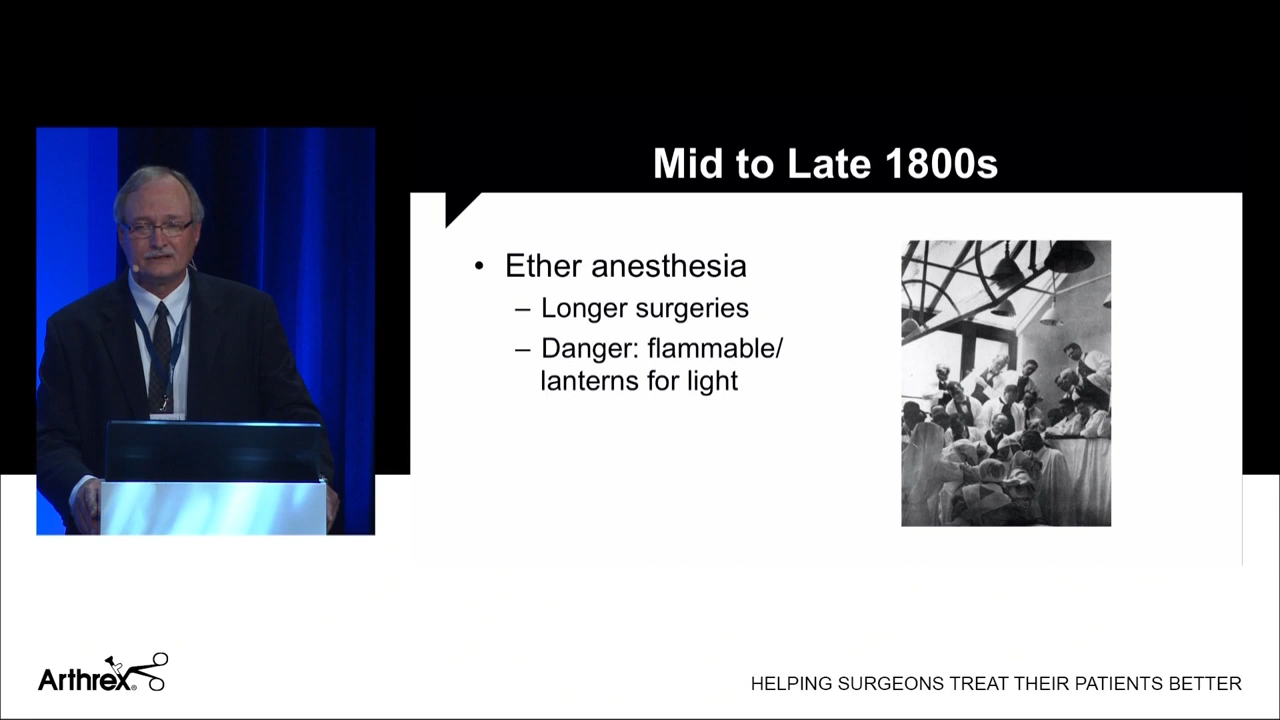 Mid to Late 1800s
• Ether anesthesia
– Longer surgeries
– Danger: flammable/
lanterns for light
Arthrex®
HELPING SURGEONS TREAT THEIR PATIENTS BETTER